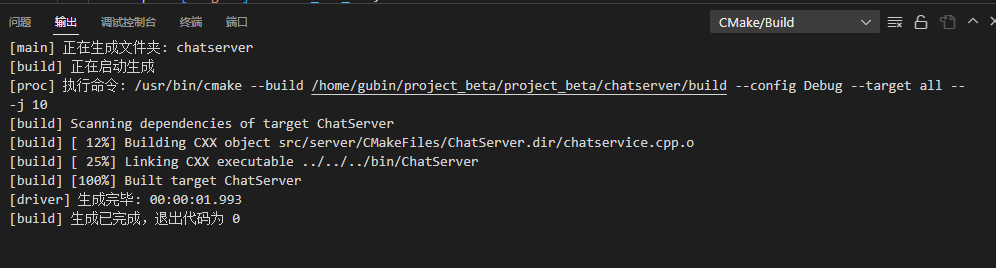 问题 输出 调试控制台 终端 端口 CMake/Build
[main] 正在生成文件夹: chatserver
[build] 正在启动生成
[proc] 执行命令: /usr/bin/cmake --build /home/gubin/project_beta/project_beta/chatserver/build --config Debug --target all --
-j 10
[build] Scanning dependencies of target ChatServer
[build] [ 12%] Building CXX object src/server/CMakeFiles/ChatServer.dir/chatservice.cpp.o
[build] [ 25%] Linking CXX executable ../../../bin/ChatServer
[build] [100%] Built target ChatServer
[driver] 生成完毕: 00:00:01.993
[build] 生成已完成，退出代码为 0